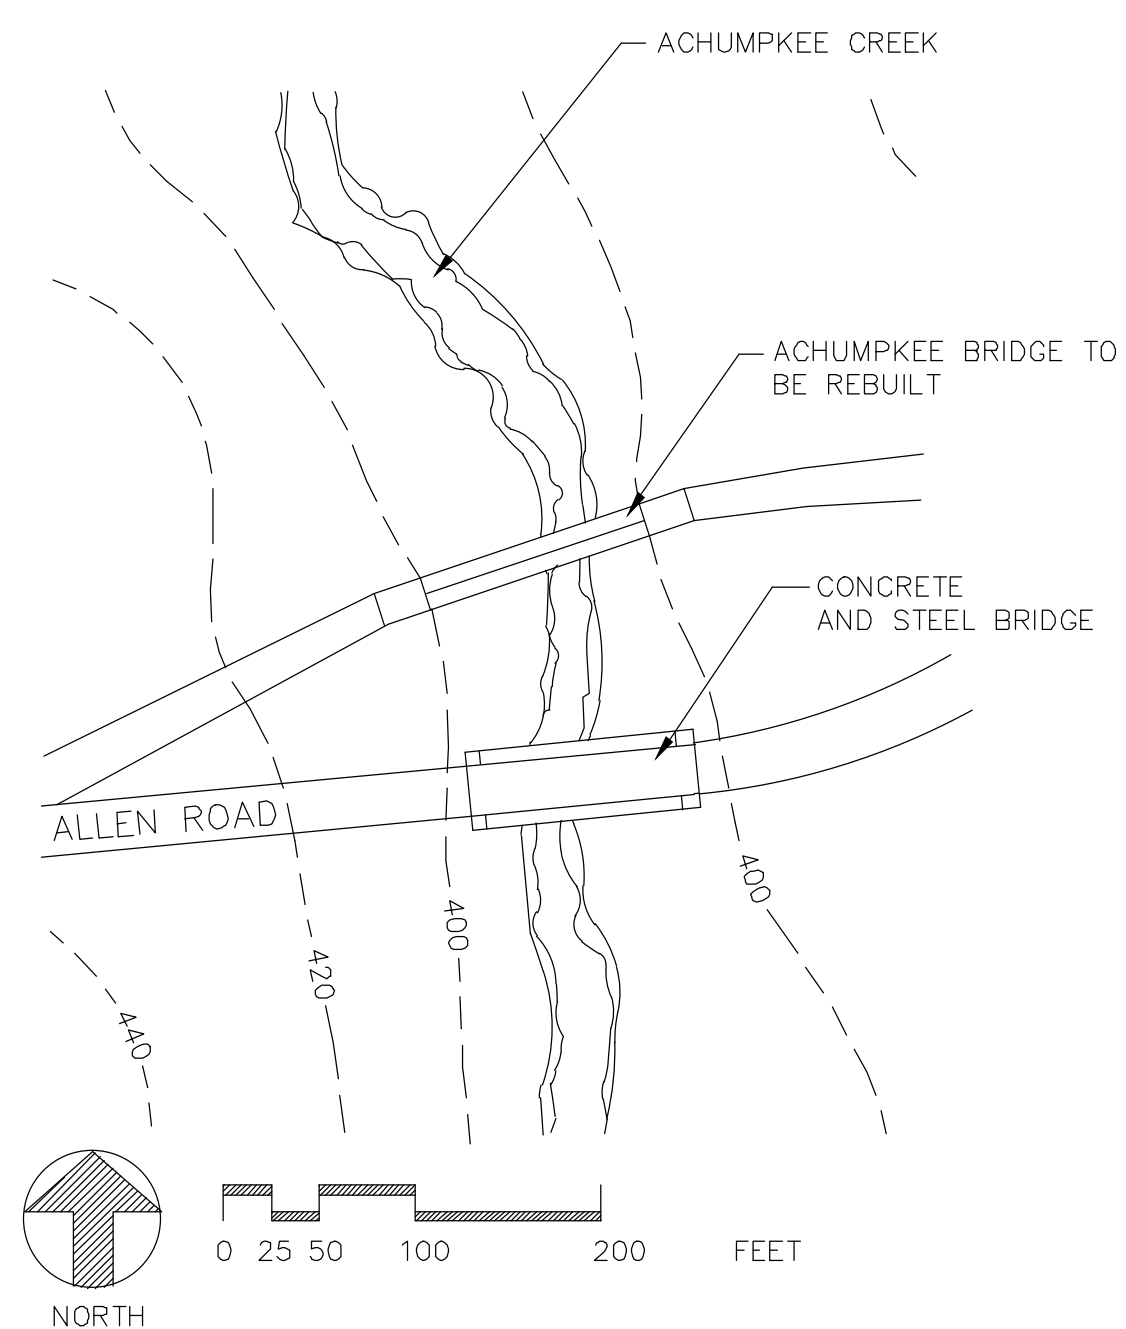 ACHUMPKEE CREEK
ACHUMPKEE BRIDGE TO
BE REBUILT
CONCRETE
AND STEEL BRIDGE
ALLEN ROAD
400
400
420
440
0 25 50 100 200 FEET
NORTH